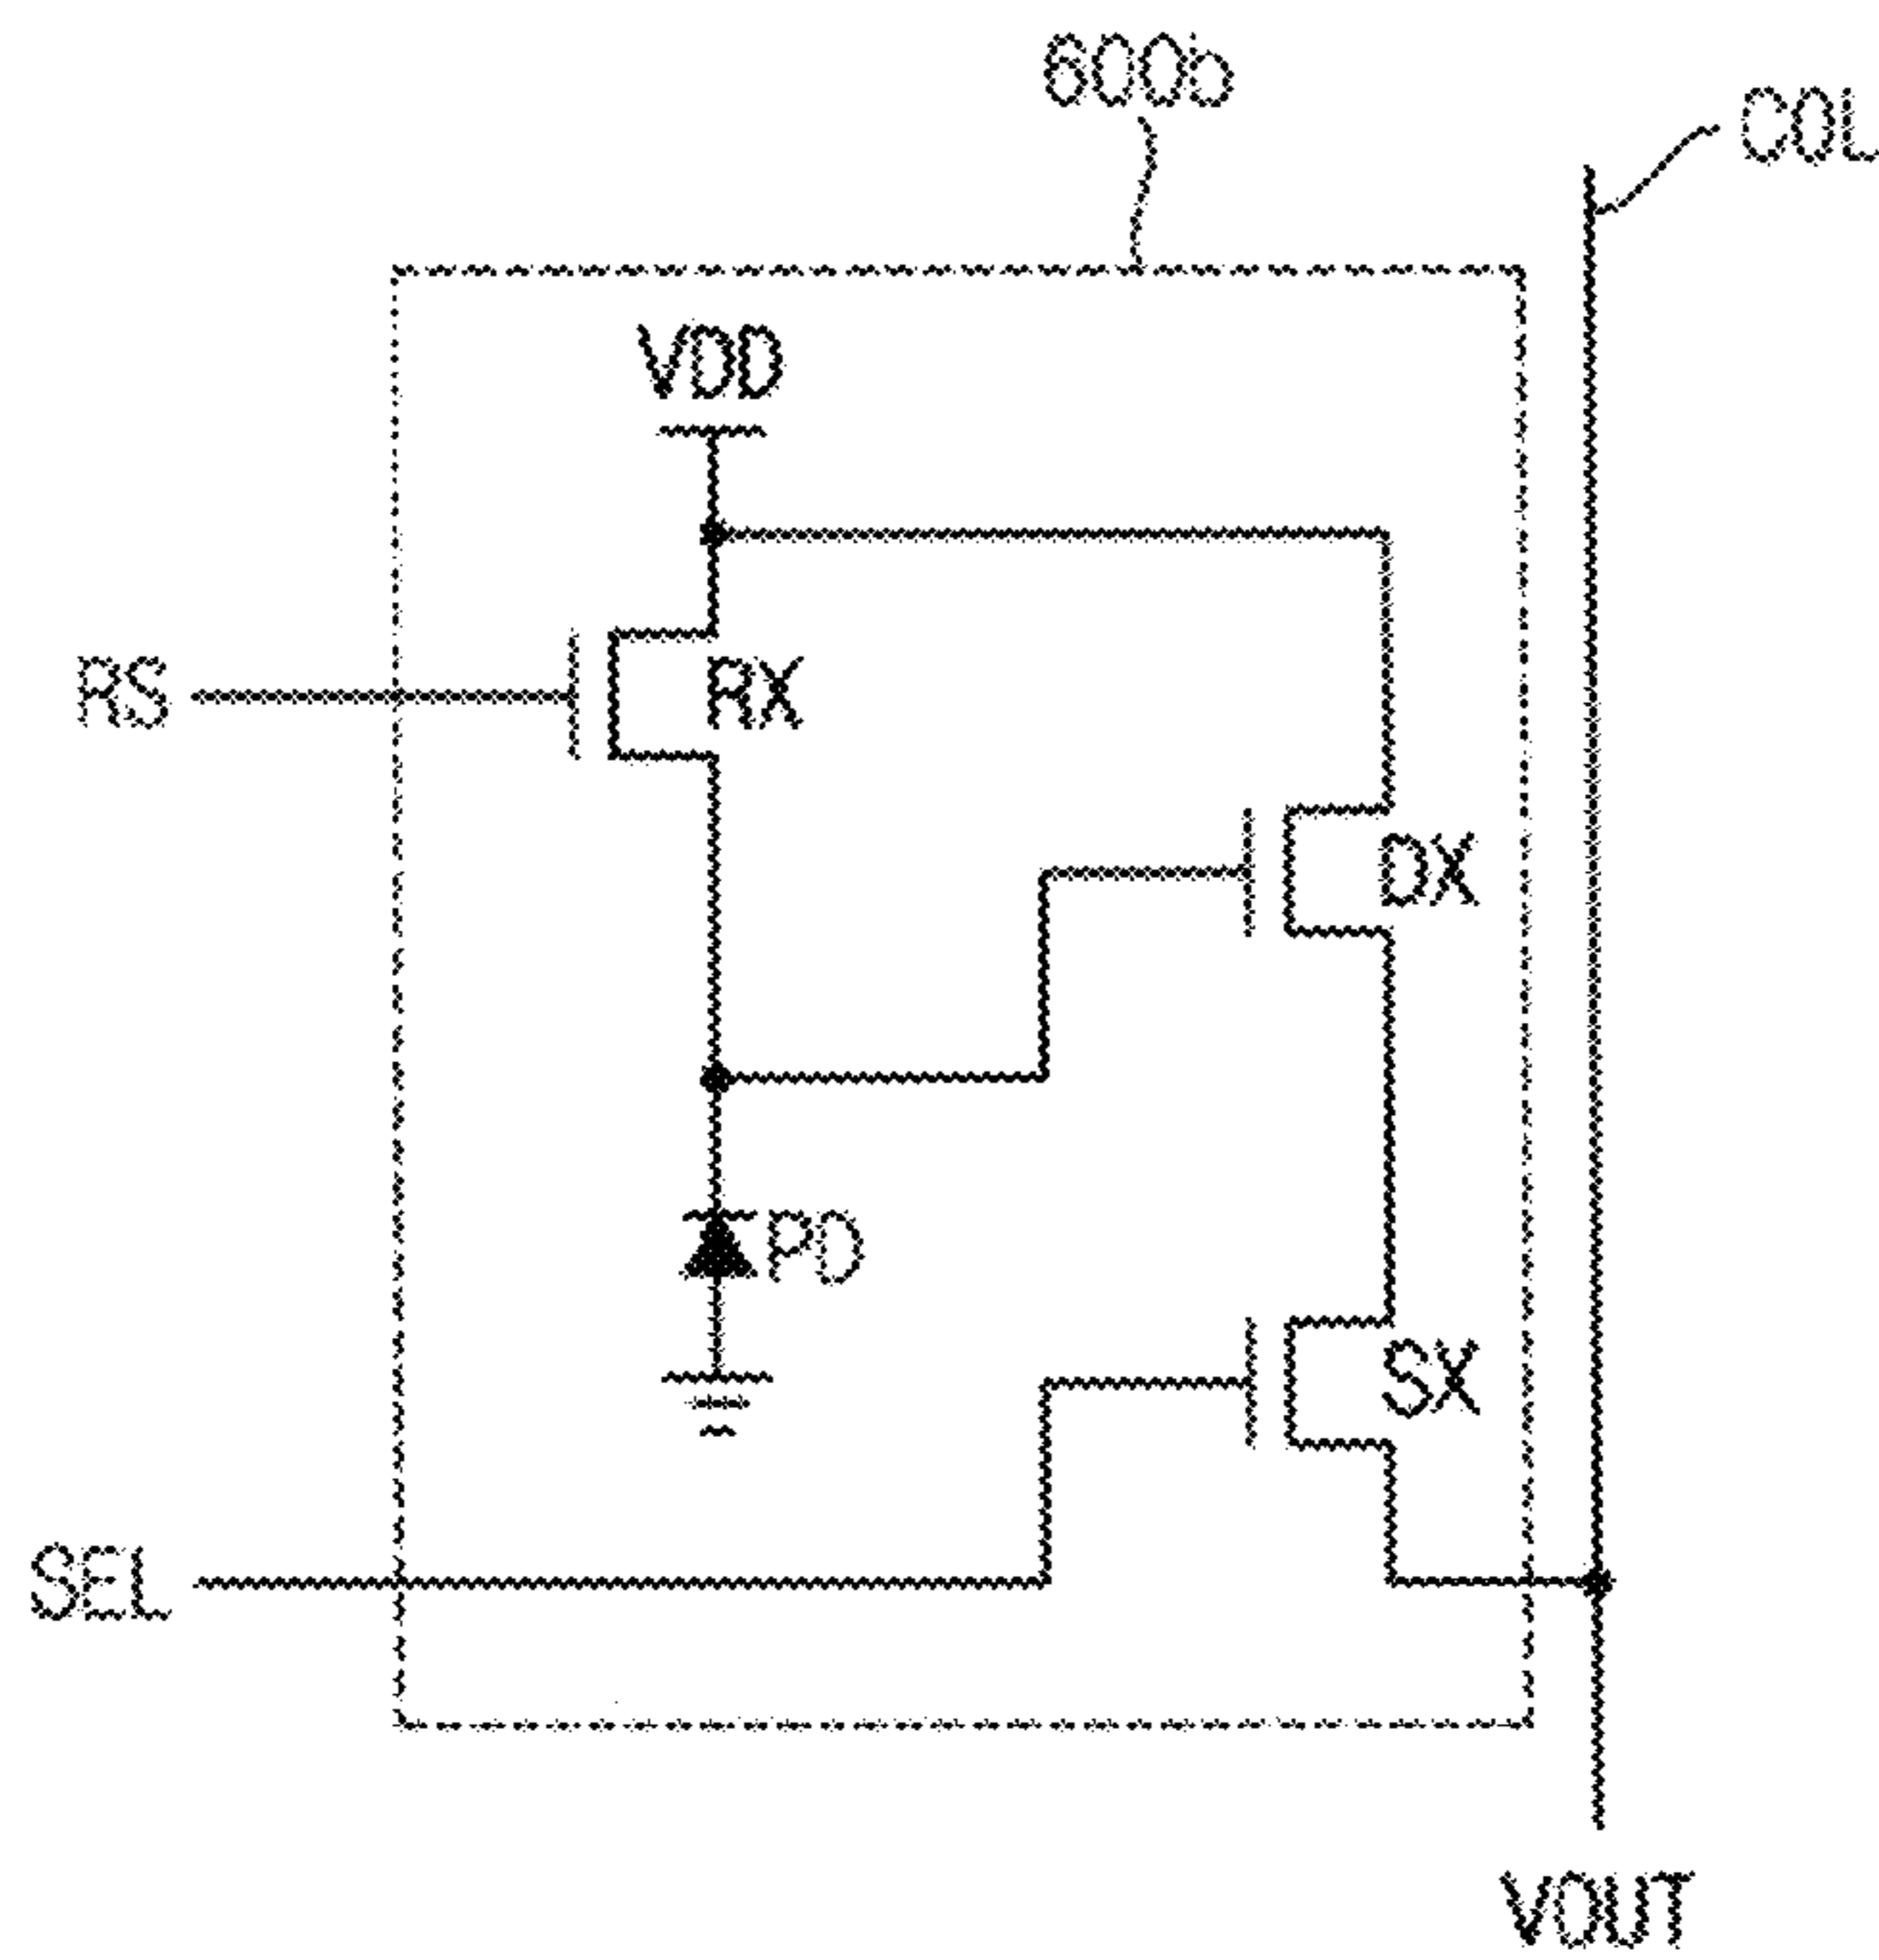 600b
COL
VDD
RS
RX
DX
PD
SX
SEL
VOUT